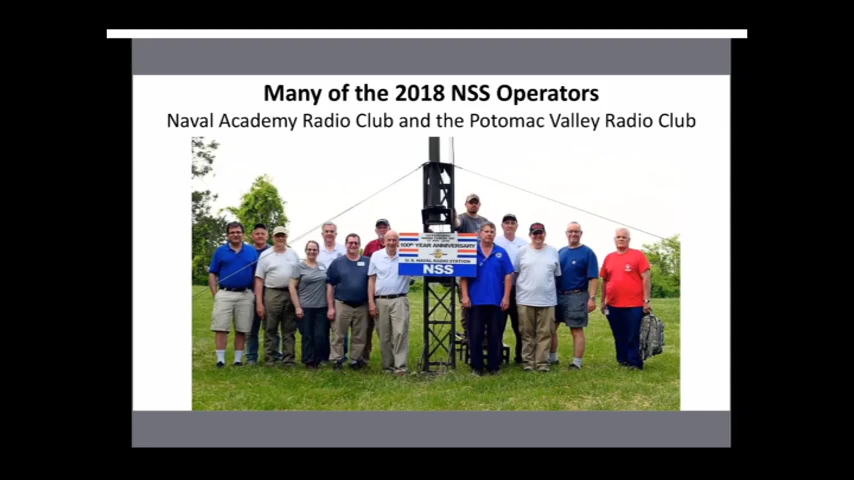 Many of the 2018 NSS Operators
Naval Academy Radio Club and the Potomac Valley Radio Club
100th YEAR ANNIVERSARY
U.S. NAVAL RADIO STATION
NSS